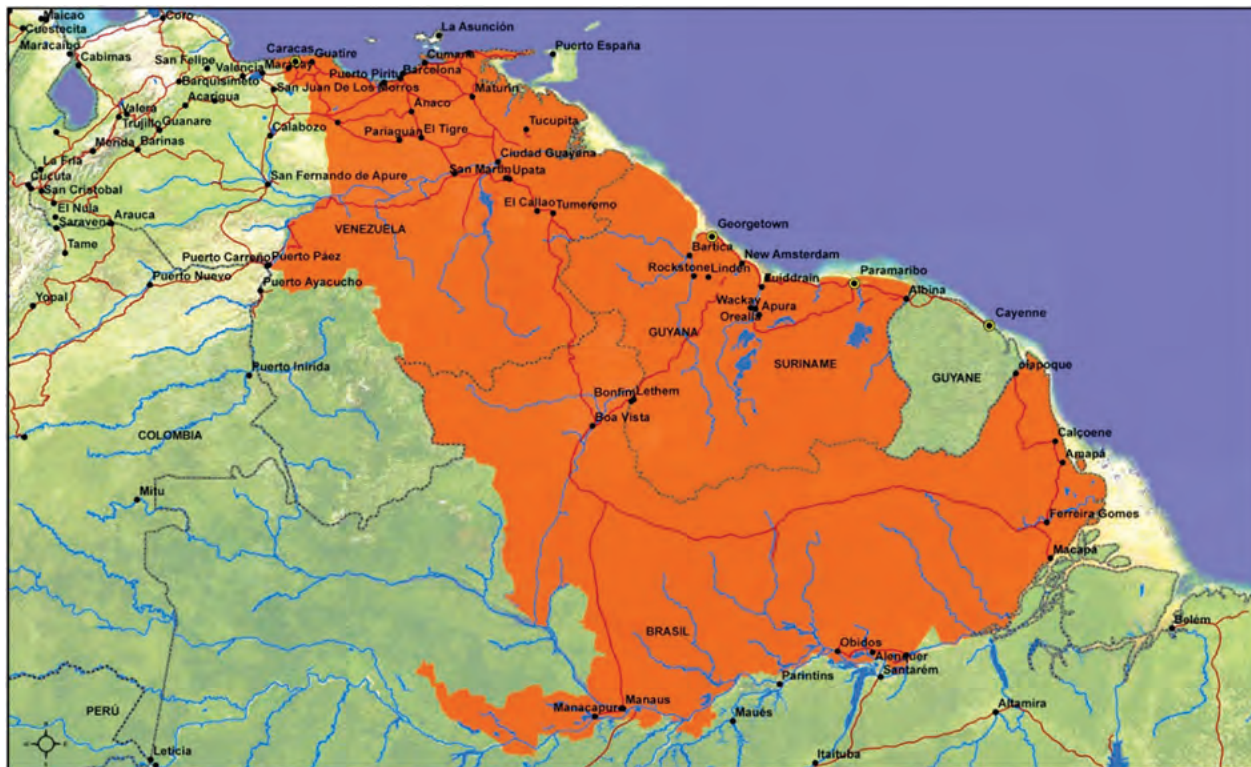 Maicao
Coro
La Asunción
Cuestecita
Maracaibo
Cabimas
San Felipe
Caracas
Guatire
Cumaná
Puerto España
Valencia
Maracay
Puerto Piritu
Barcelona
Barquisimeto
San Juan De Los Morros
Maturin
Acarigua
Valera
Anaco
Trujillo
Guanare
Tucupita
Calabozo
Pariaguán
El Tigre
Merida
Barinas
La Fria
Ciudad Guayana
Cucuta
San Martin
Upata
San Cristobal
San Fernando de Apure
El Nula
El Callao
Tumeremo
Saravena
Arauca
VENEZUELA
Georgetown
Tame
Bartica
New Amsterdam
Puerto Carreño
Puerto Páez
Rockstone
Linden
Paramaribo
Puerto Nuevo
Puerto Ayacucho
Albina
Yopal
Wackay
Apura
Orealla
Cayenne
GUYANA
SURINAME
Puerto Inirida
GUYANE
oiapoque
Bonfim
Lethem
Boa Vista
COLOMBIA
Calçoene
Amapá
Mitu
Ferreira Gomes
Macapá
Belém
BRASIL
Obidos
Alenquer
Santarém
Parintins
PERÚ
Manaus
Manacapuru
Maués
Altamira
Leticia
Itaituba